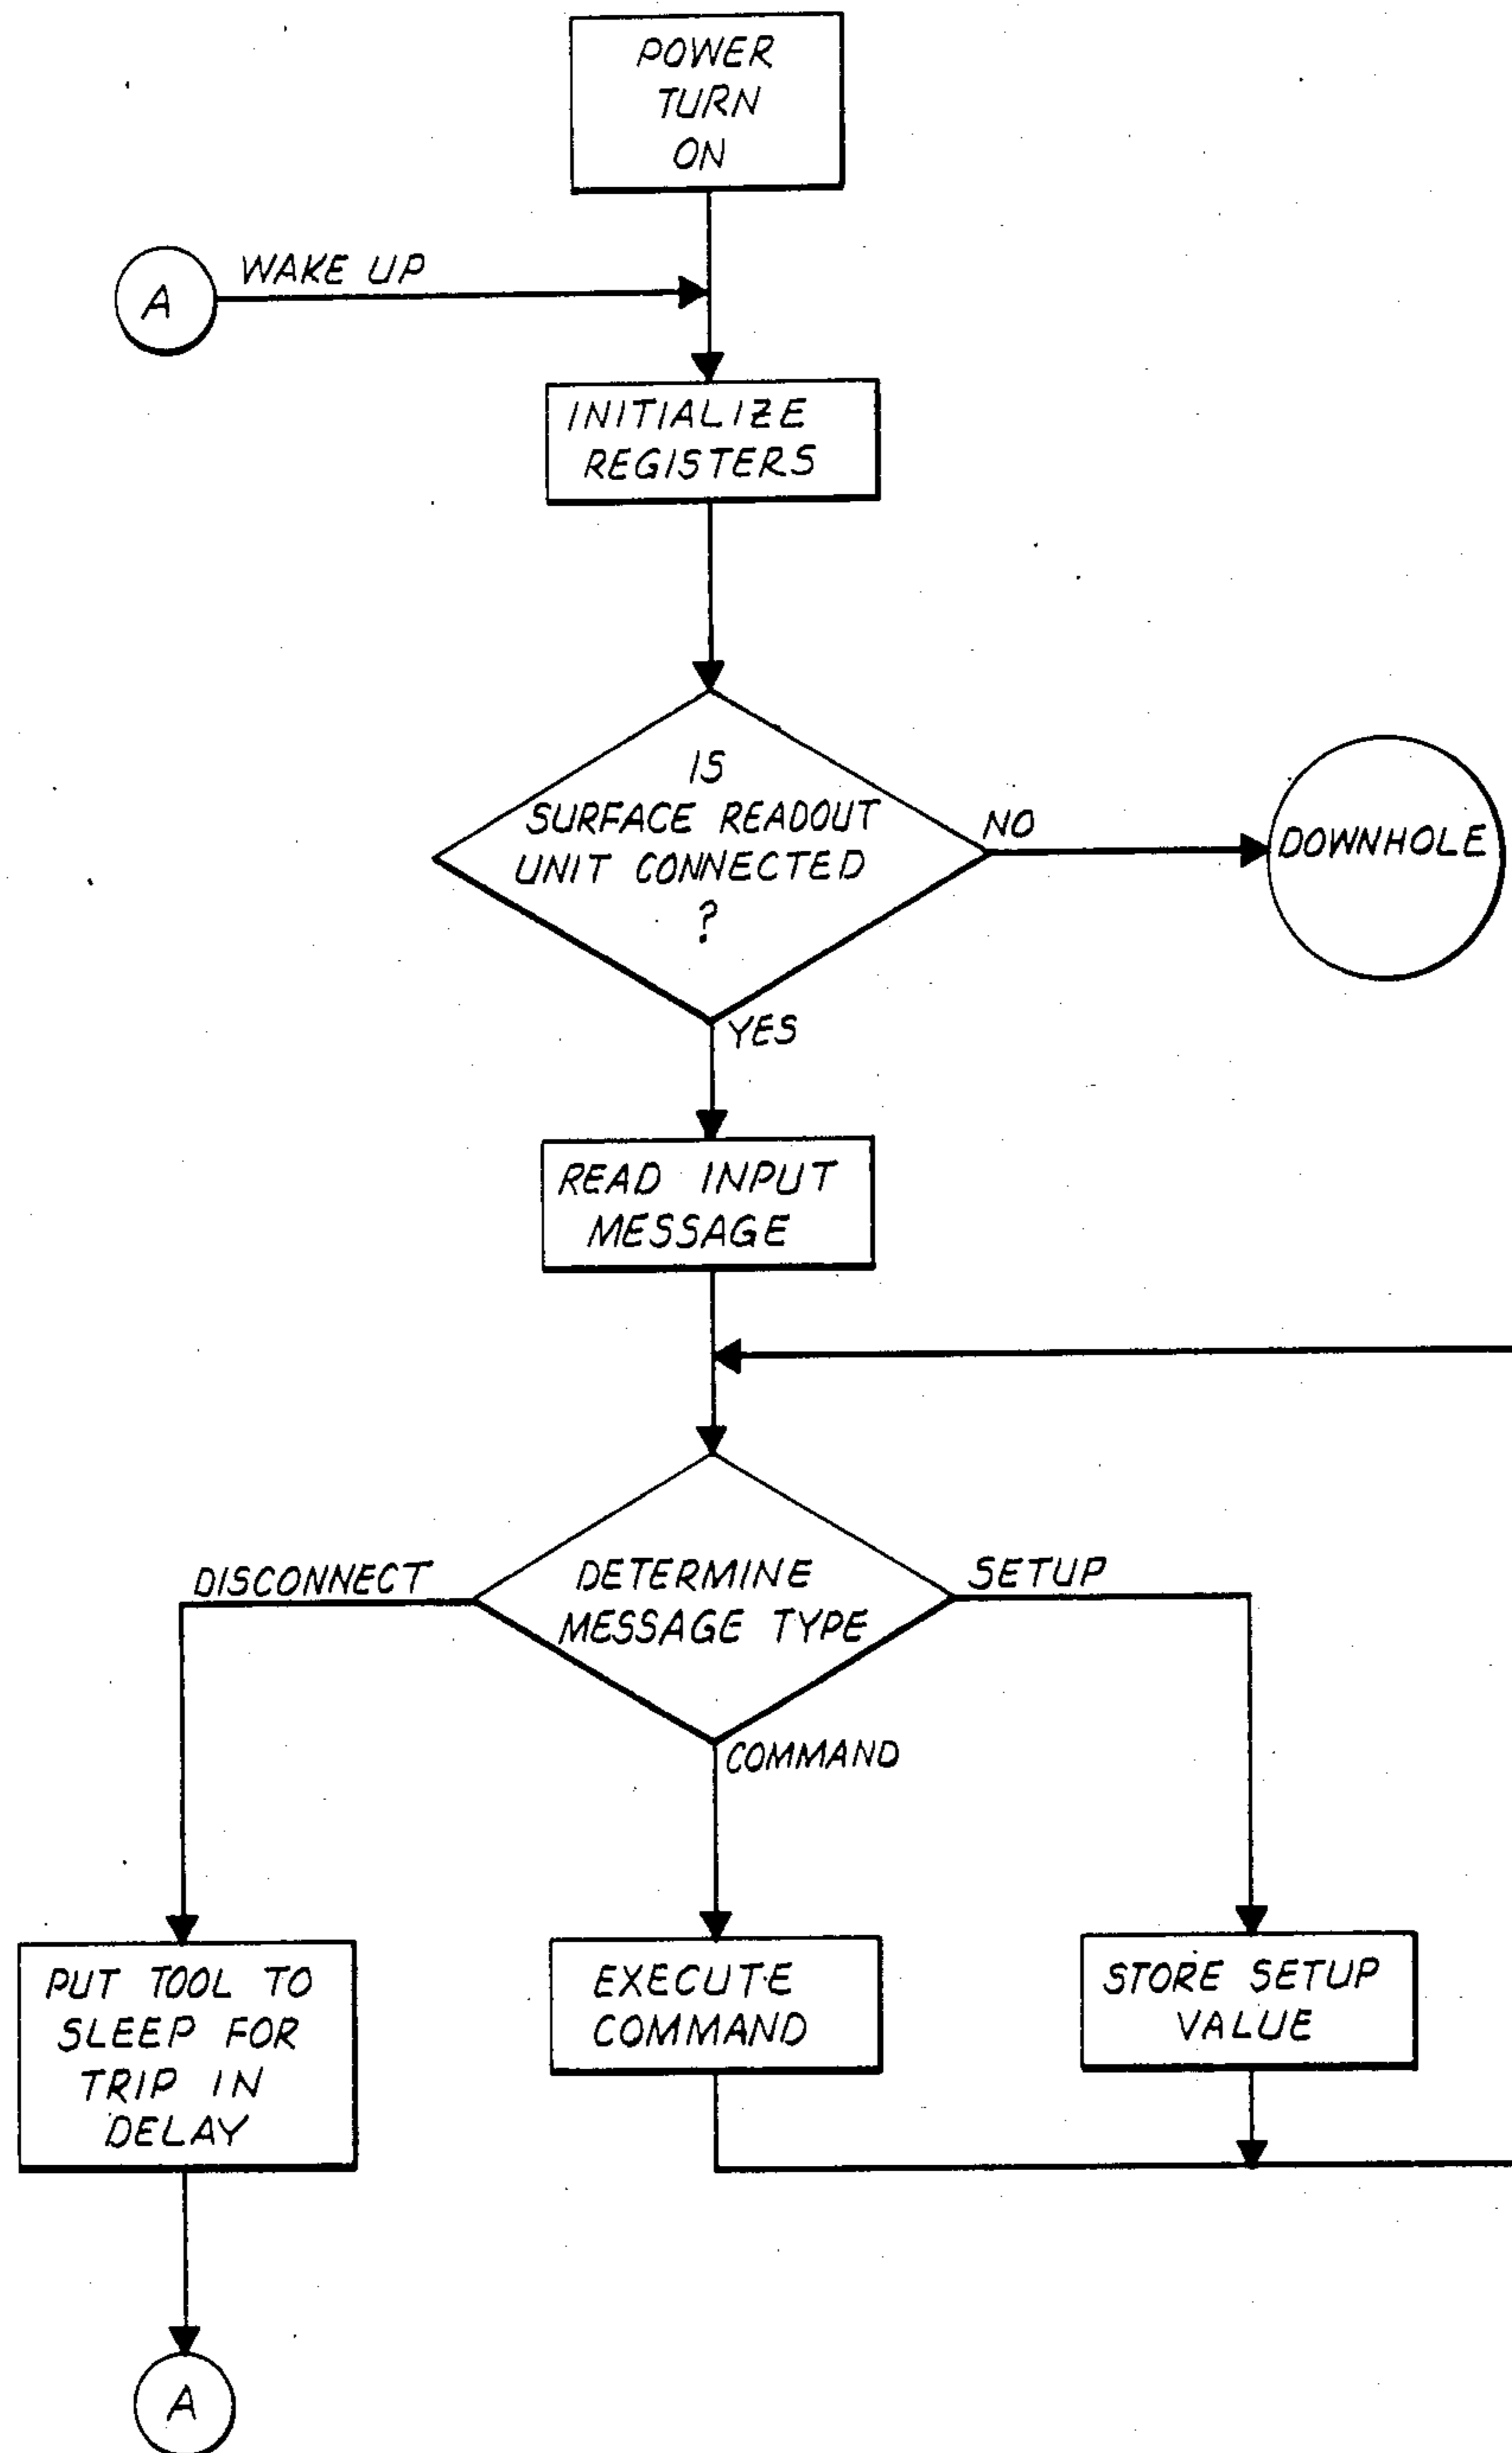 POWER
TURN
ON
A
WAKE UP
INITIALIZE
REGISTERS
IS
SURFACE READOUT
UNIT CONNECTED
?
NO
DOWNHOLE
YES
READ INPUT
MESSAGE
DISCONNECT
DETERMINE
MESSAGE TYPE
SETUP
COMMAND
PUT TOOL TO
SLEEP FOR
TRIP IN
DELAY
EXECUTE
COMMAND
STORE SETUP
VALUE
A